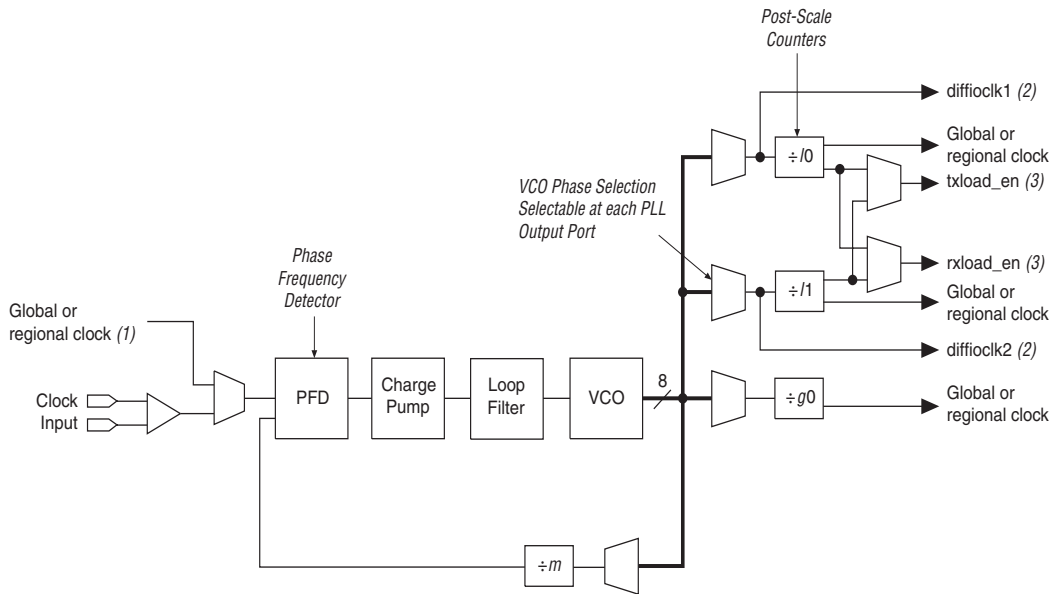 Post-Scale
Counters
diffioclk1 (2)
Global or
regional clock
÷l0
txload_en (3)
VCO Phase Selection
Selectable at each PLL
Output Port
rxload_en (3)
÷l1
Global or
regional clock
diffioclk2 (2)
Phase
Frequency
Detector
Global or
regional clock (1)
Clock
Input
PFD
Charge
Pump
Loop
Filter
VCO
8
÷g0
Global or
regional clock
÷m